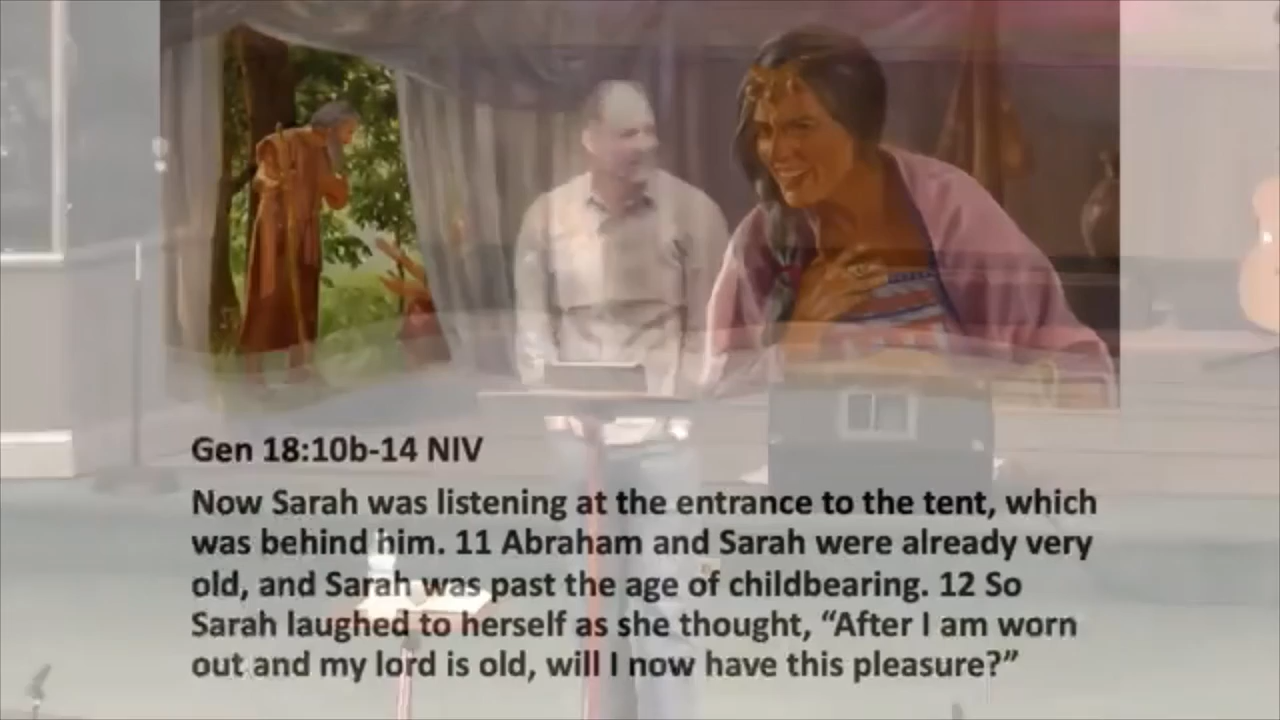 Gen 18:10b-14 NIV
Now Sarah was listening at the entrance to the tent, which
was behind him. 11 Abraham and Sarah were already very
old, and Sarah was past the age of childbearing. 12 So
Sarah laughed to herself as she thought, “After I am worn
out and my lord is old, will I now have this pleasure?”